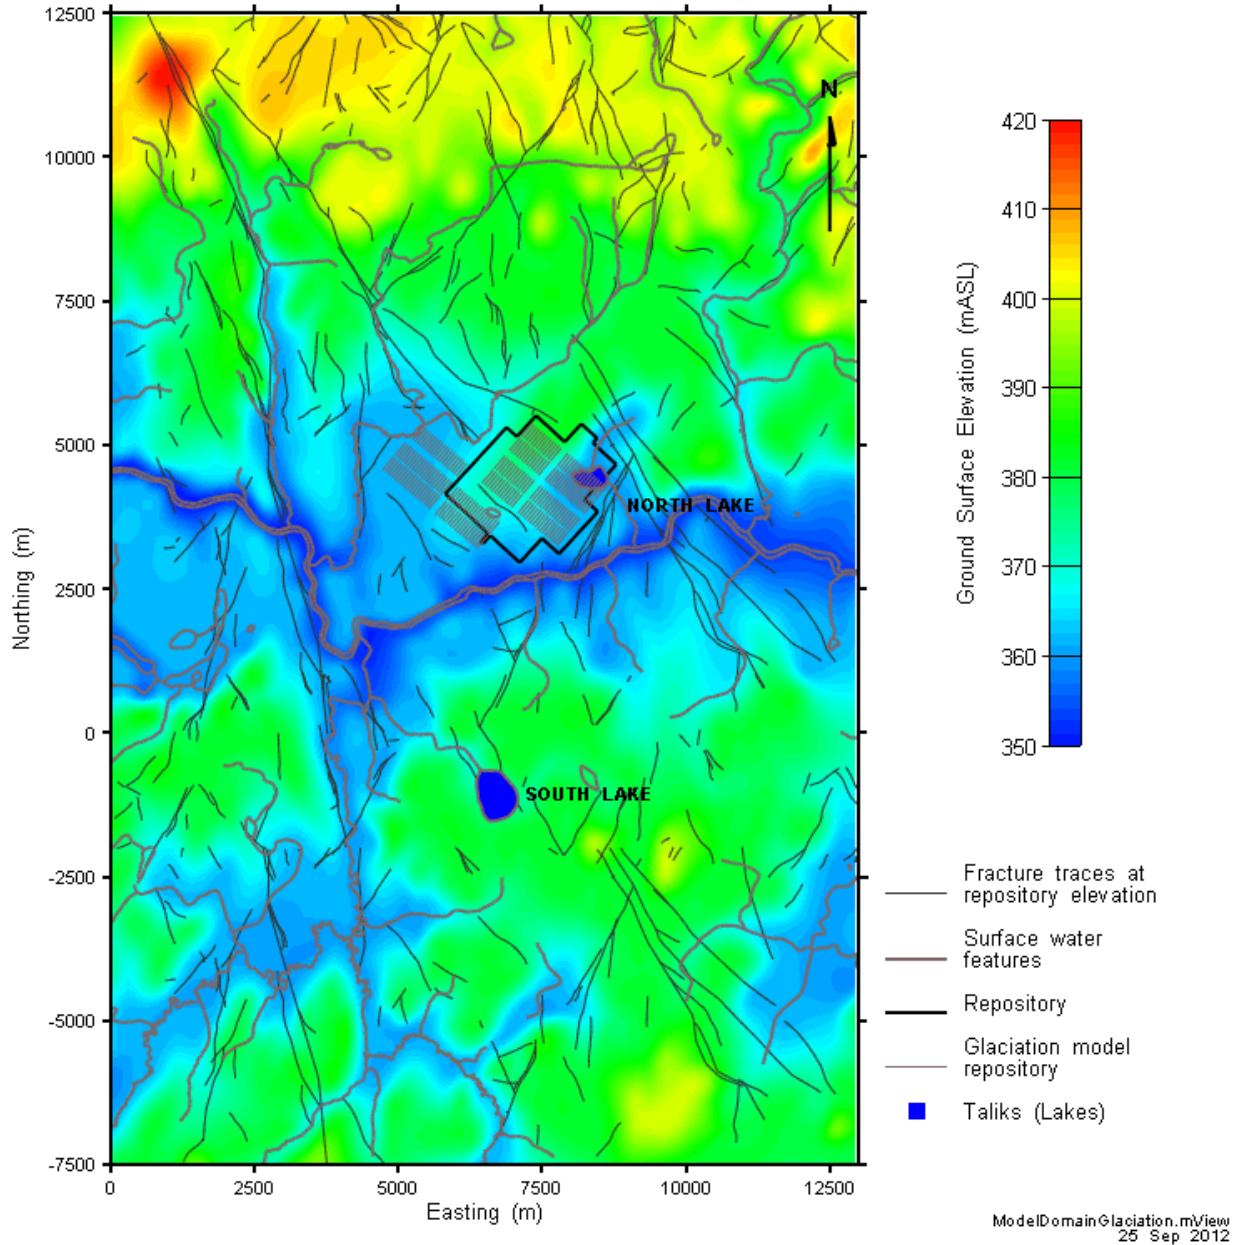 12500
10000
7500
5000
2500
0
-2500
-5000
-7500
Northing (m)
0
2500
5000
7500
10000
12500
Easting (m)
N
NORTH LAKE
SOUTH LAKE
420
410
400
390
380
370
360
350
Ground Surface Elevation (mASL)
Fracture traces at
repository elevation
Surface water
features
Repository
Glaciation model
repository
Taliks (Lakes)
ModelDomainGlaciation.mView
25 Sep 2012